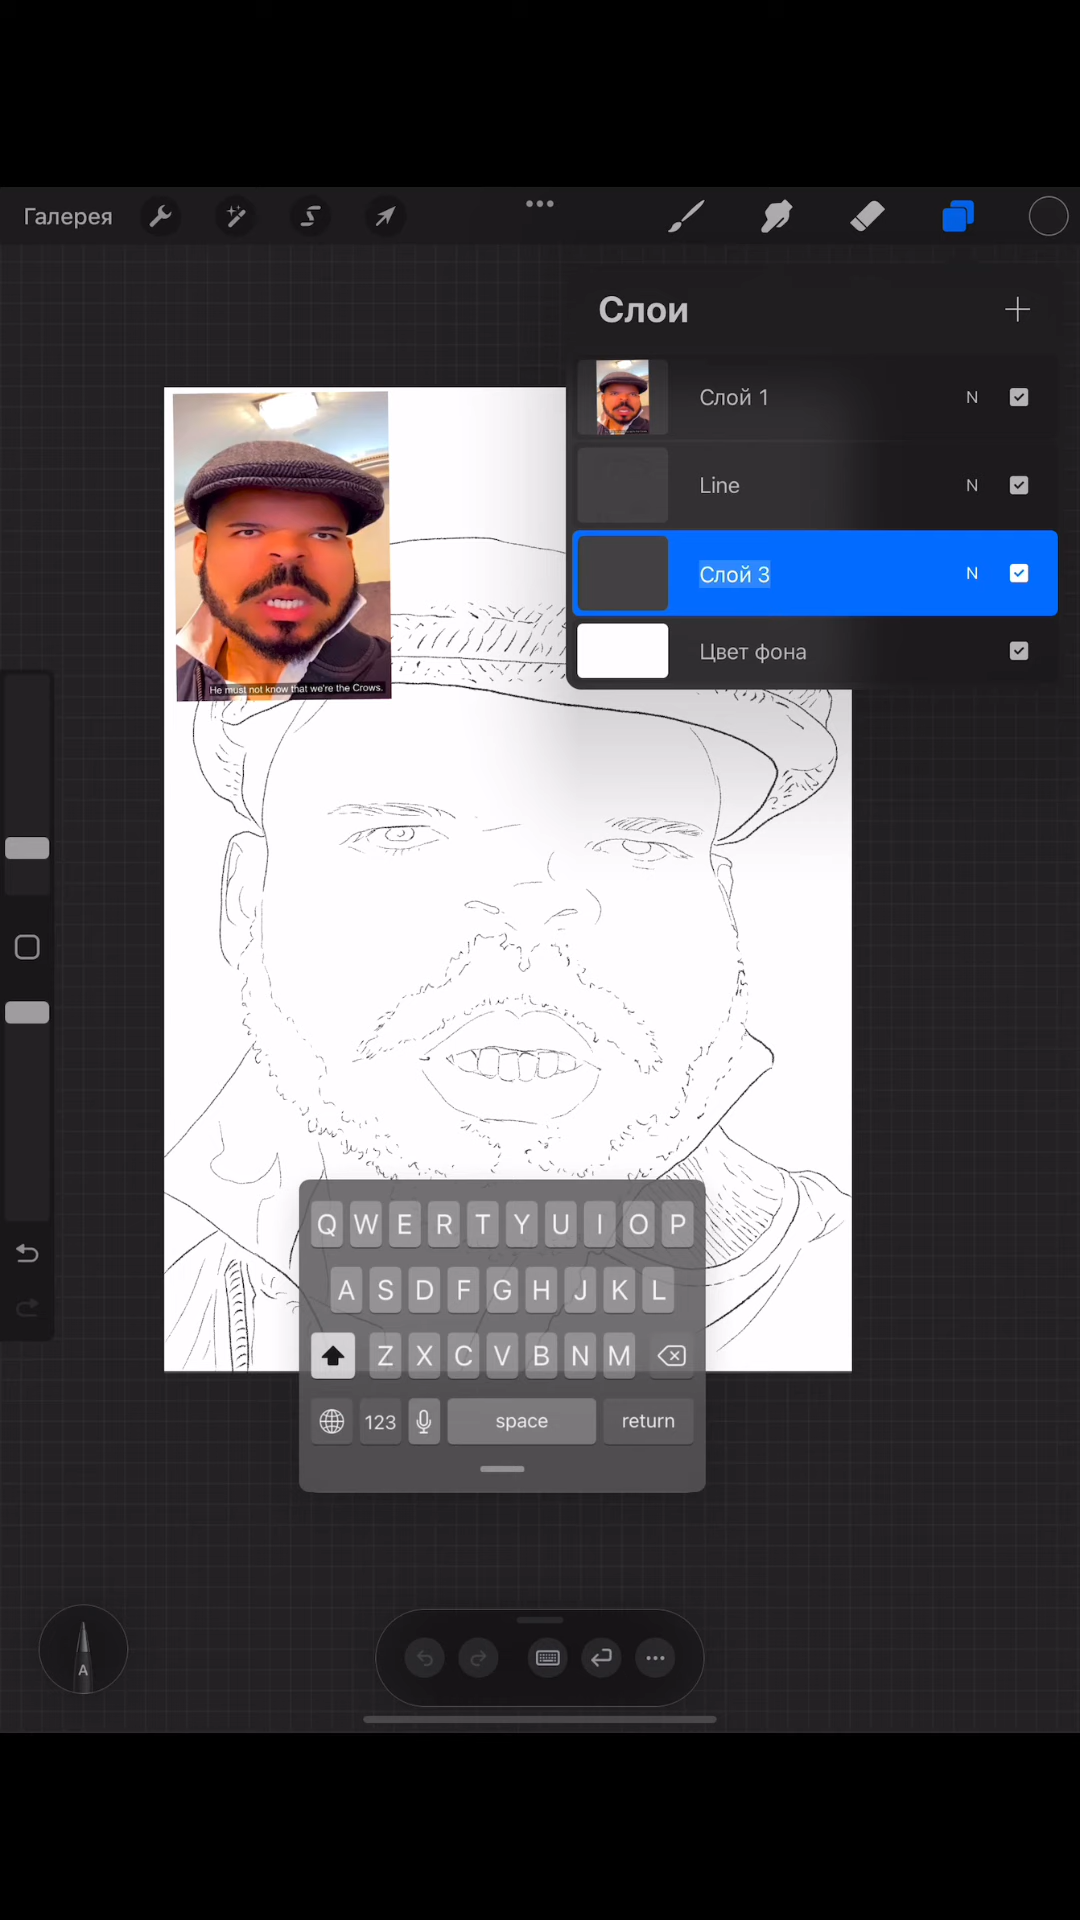 Галерея
Слои
Слой 1 N
Line N
Слой 3 N
Цвет фона
He must not know that we're the Crows.
Q W E R T Y U I O P
A S D F G H J K L
Z X C V B N M
123 space return
A